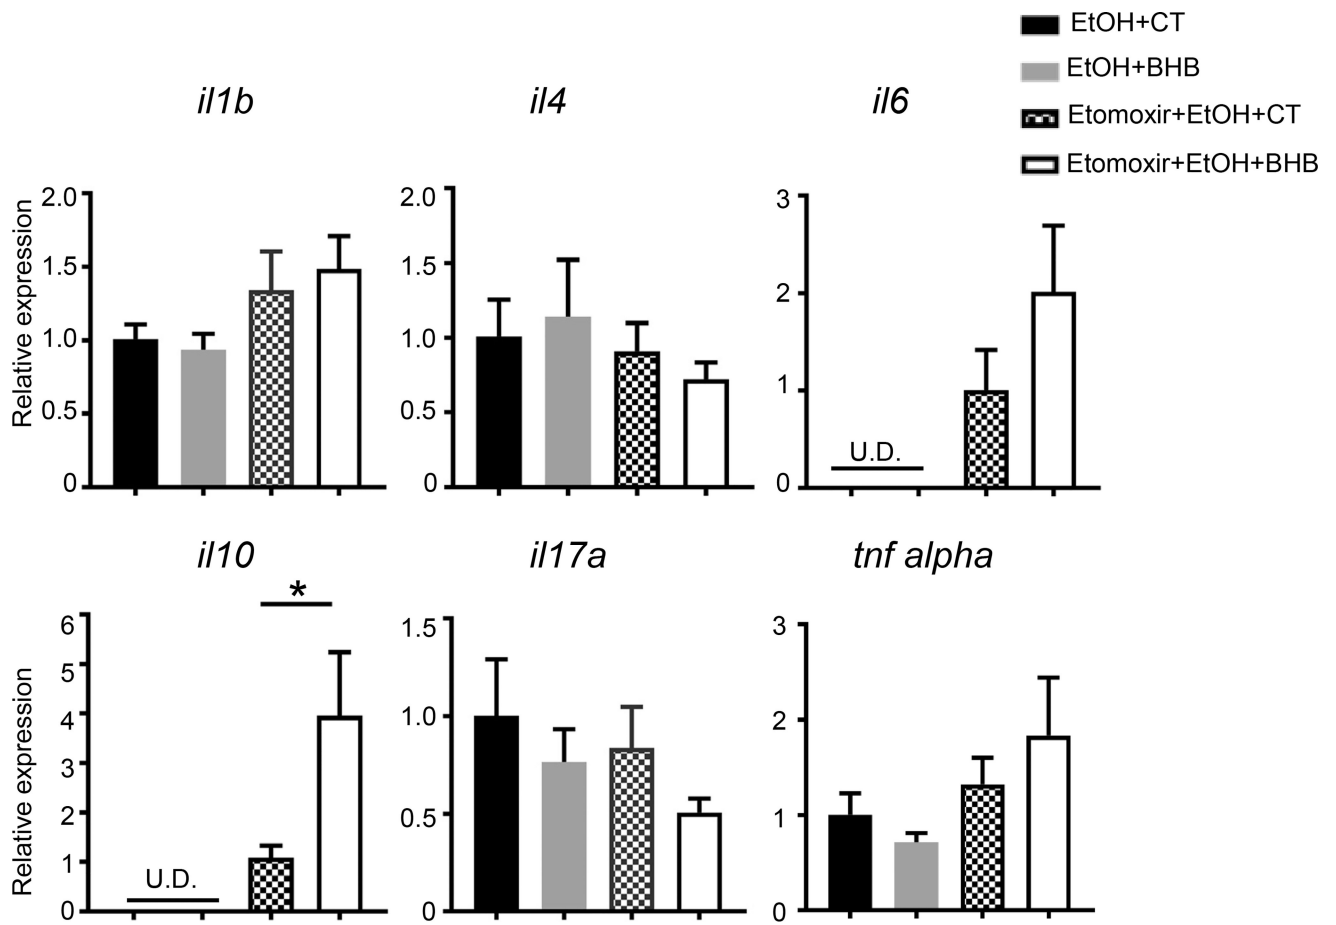 EtOH+CT
EtOH+BHB
Etomoxir+EtOH+CT
Etomoxir+EtOH+BHB
il1b
il4
il6
Relative expression
2.0
1.5
1.0
0.5
0
2.0
1.5
1.0
0.5
0
3
2
1
0
U.D.
il10
il17a
tnf alpha
Relative expression
6
5
4
3
2
1
0
U.D.
*
1.5
1.0
0.5
0
3
2
1
0